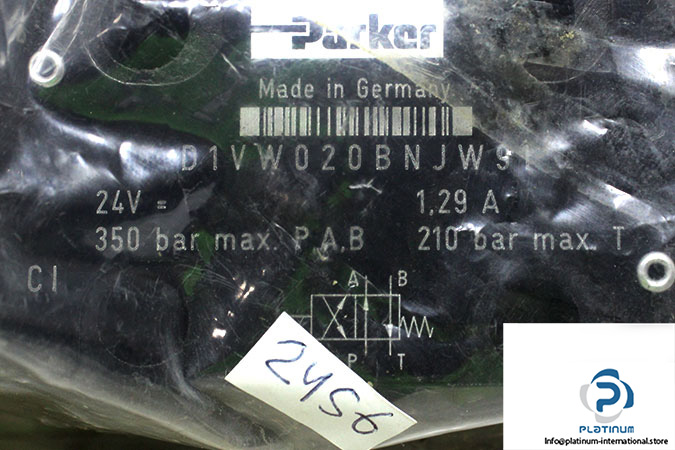 Parker
Made in Germany
D1VW020BNJW91
24V = 1,29 A
350 bar max. P,A,B 210 bar max. T
CI
A B
P T
2456
PLATINUM
Info@platinum-international.store